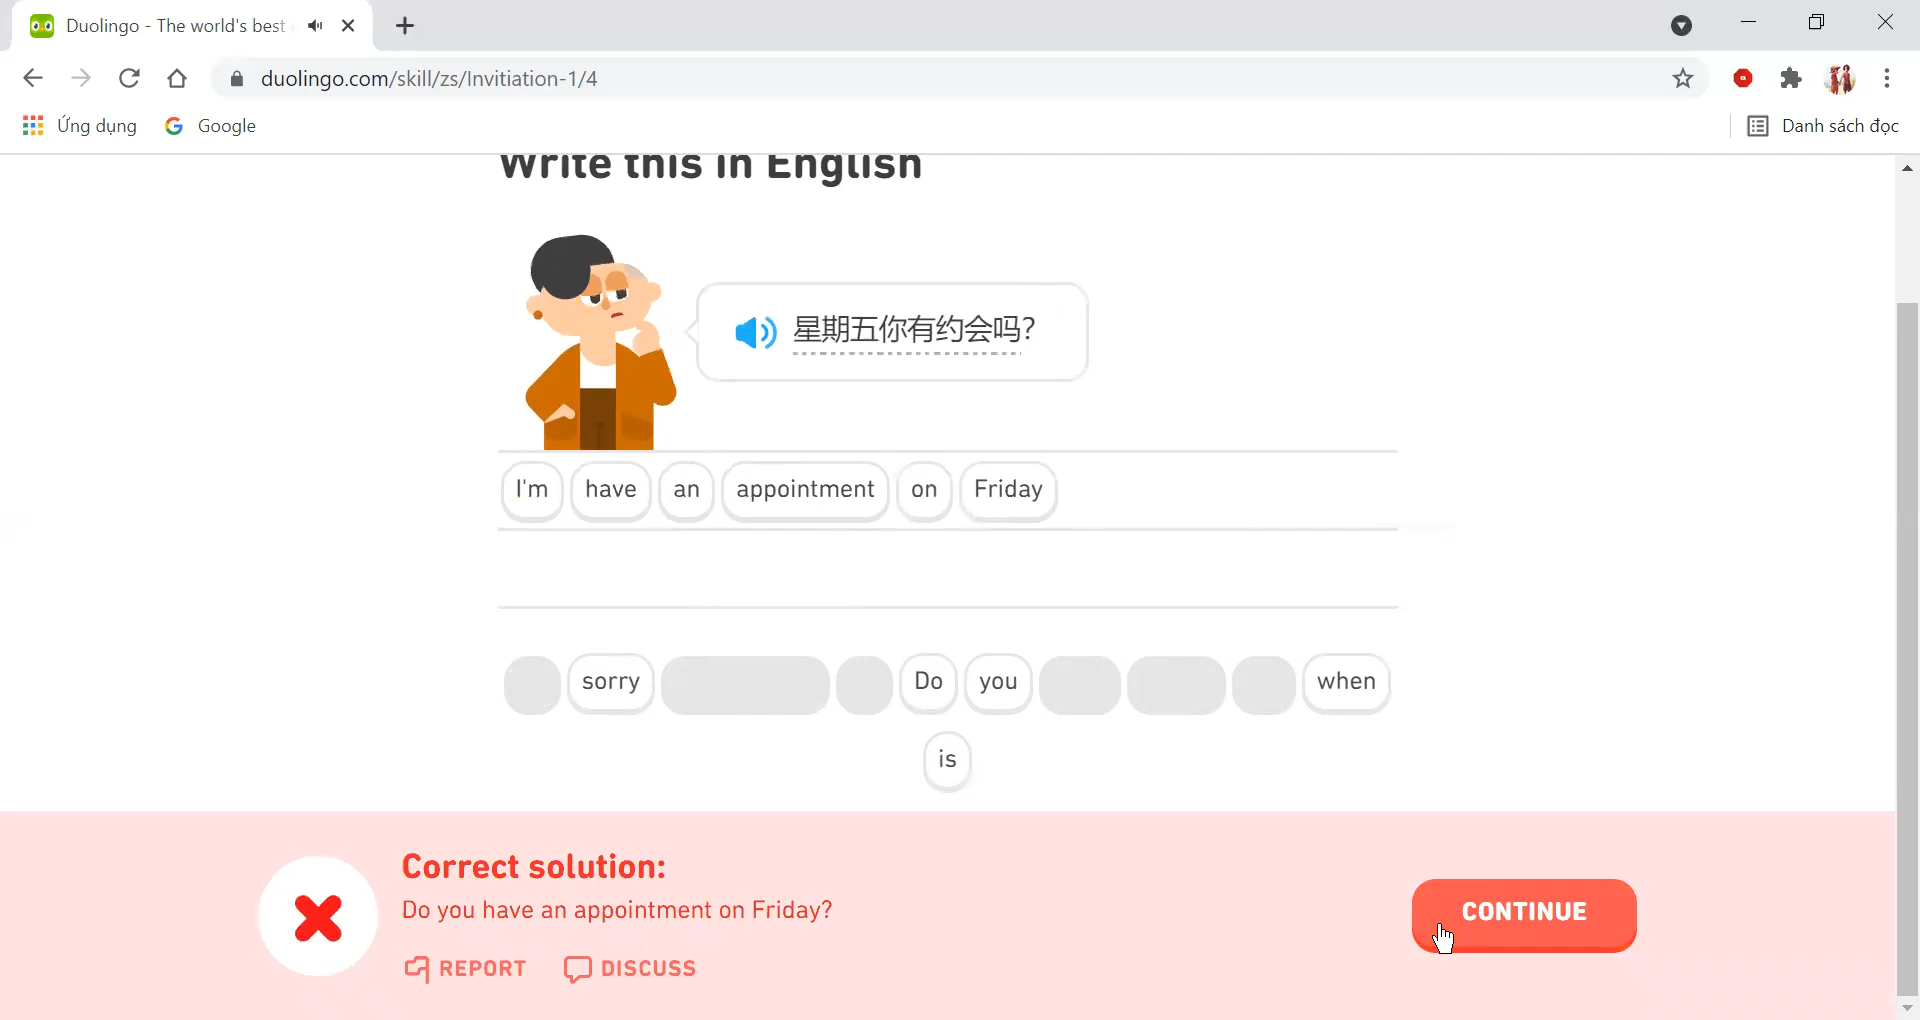 Duolingo - The world's best
duolingo.com/skill/zs/Invitiation-1/4
Ứng dụng Google Danh sách đọc
Write this in English
星期五你有约会吗?
I'm have an appointment on Friday
sorry Do you when
is
Correct solution:
Do you have an appointment on Friday?
CONTINUE
REPORT DISCUSS